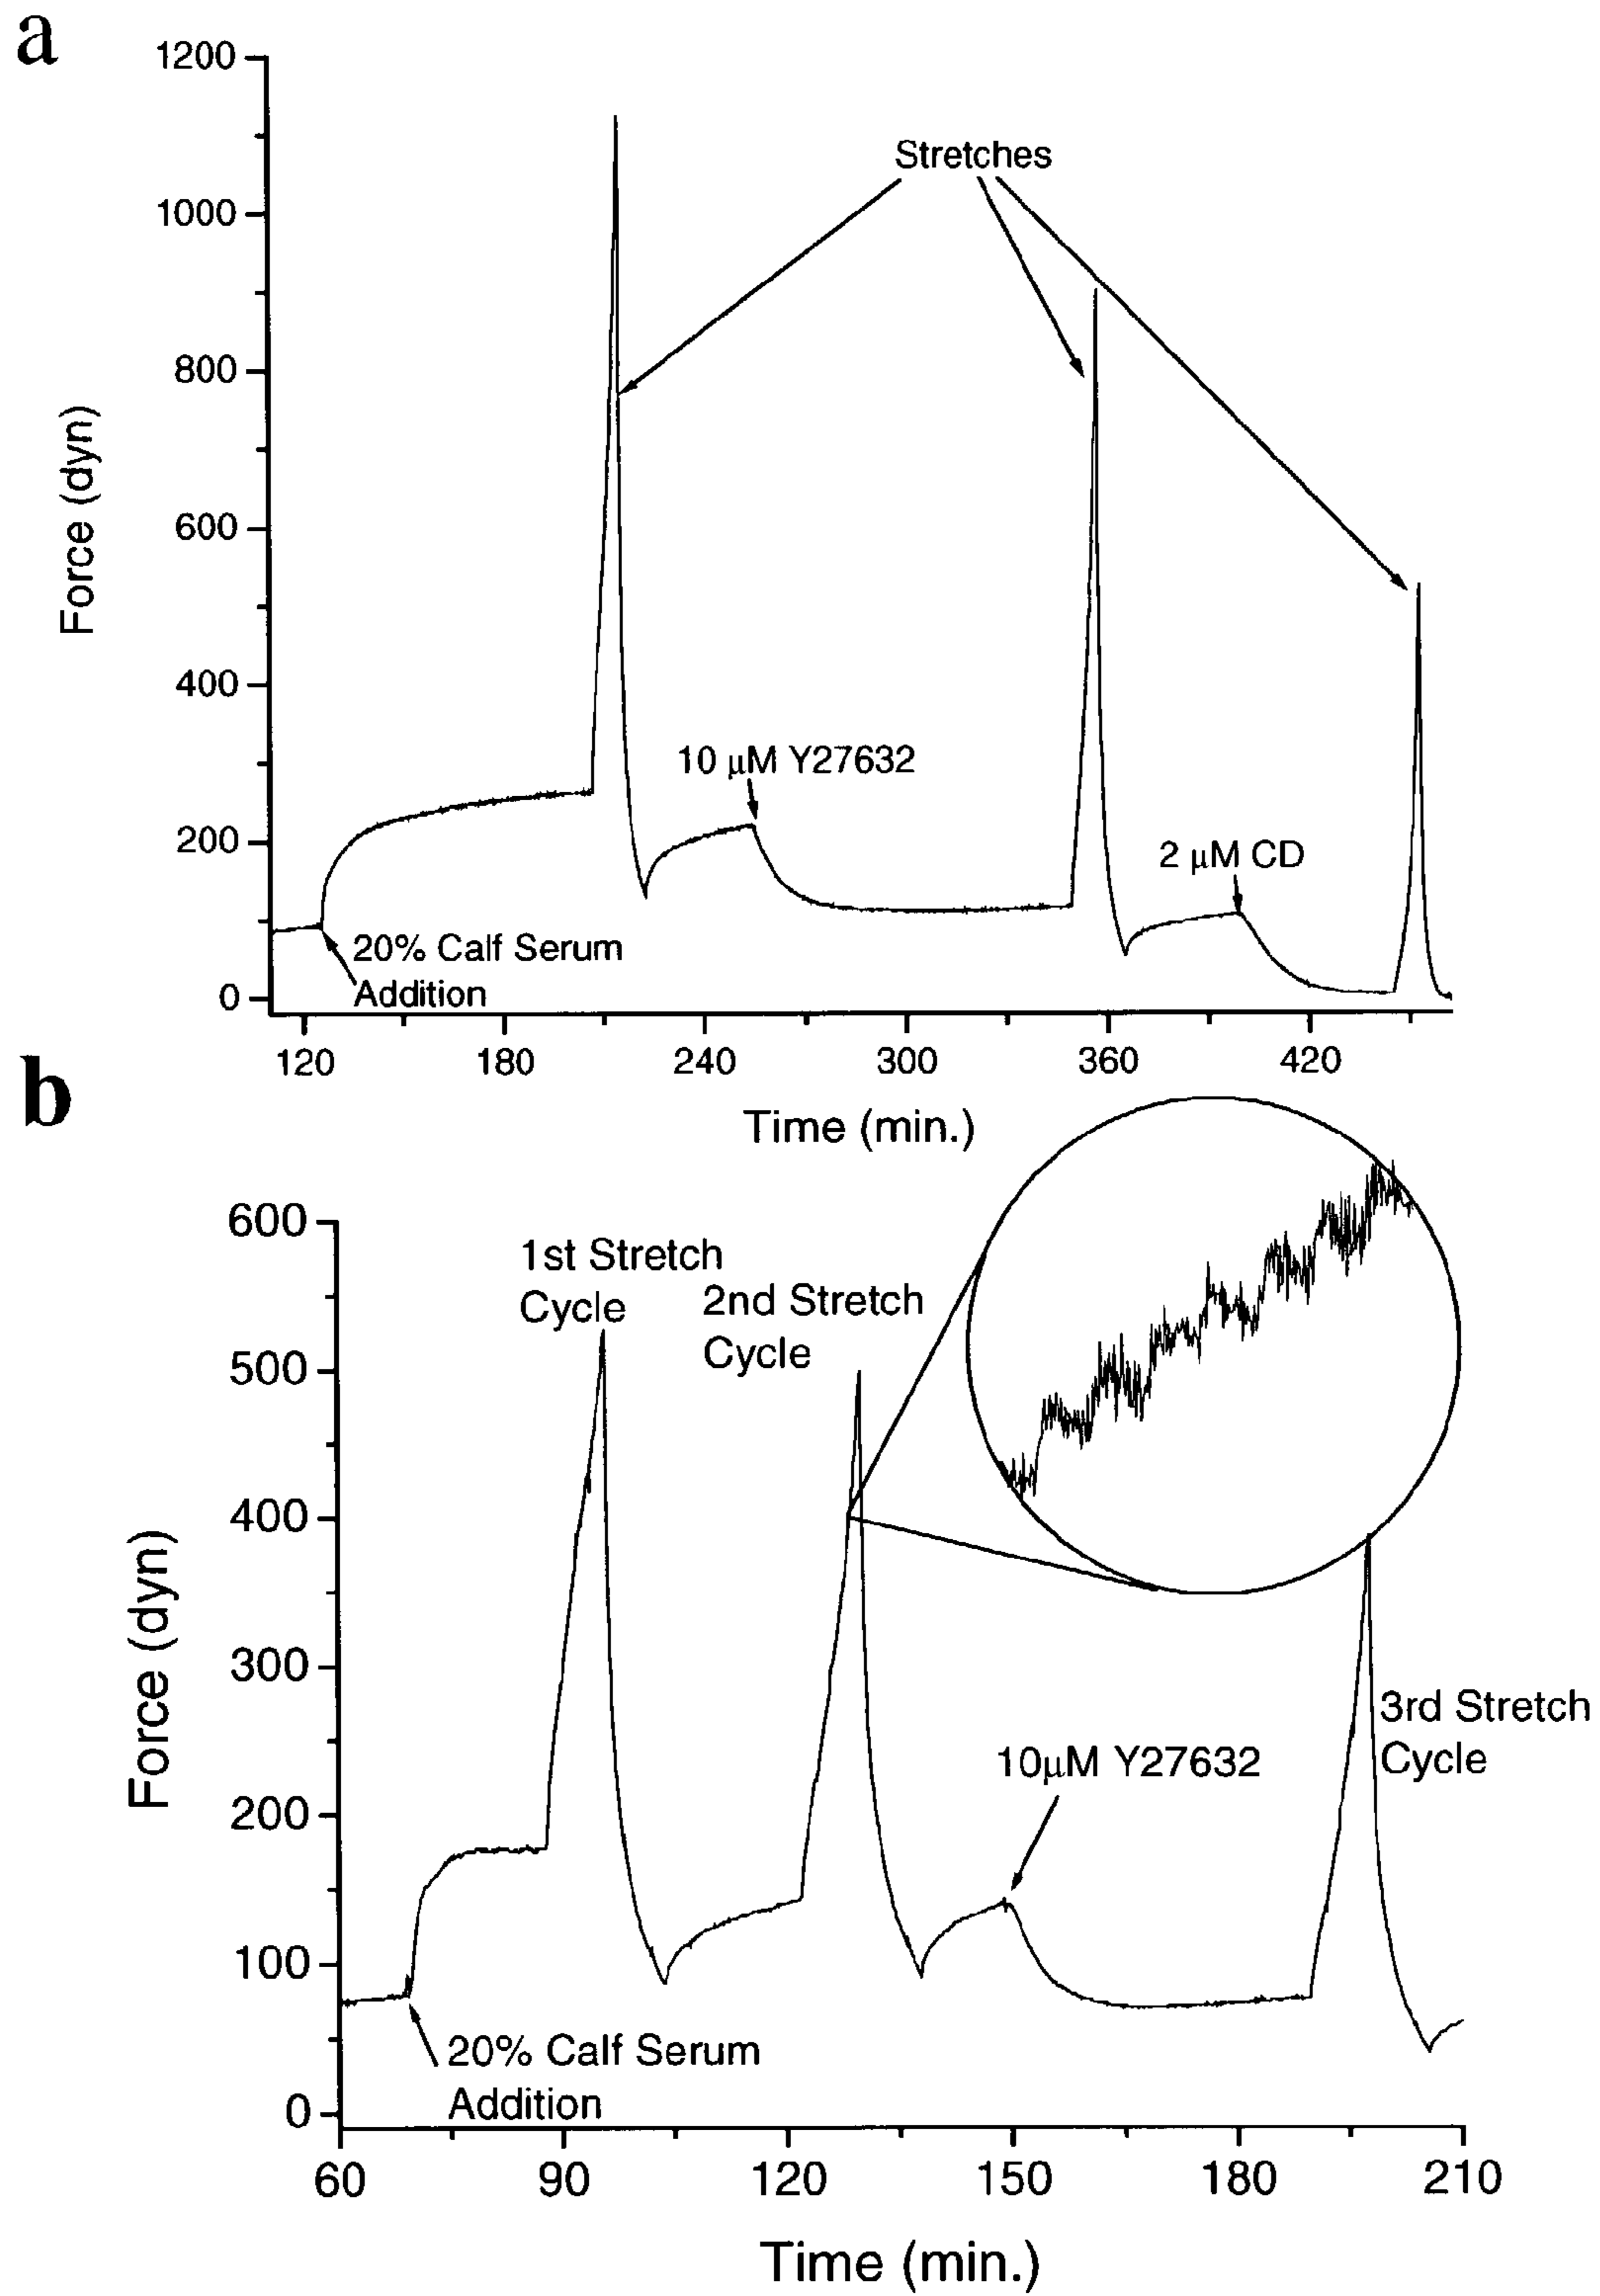 a
1200
1000
800
600
400
200
0
Force (dyn)
Stretches
10 μM Y27632
2 μM CD
20% Calf Serum
Addition
120 180 240 300 360 420
Time (min.)
b
600
500
400
300
200
100
0
Force (dyn)
1st Stretch
Cycle
2nd Stretch
Cycle
10μM Y27632
3rd Stretch
Cycle
20% Calf Serum
Addition
60 90 120 150 180 210
Time (min.)